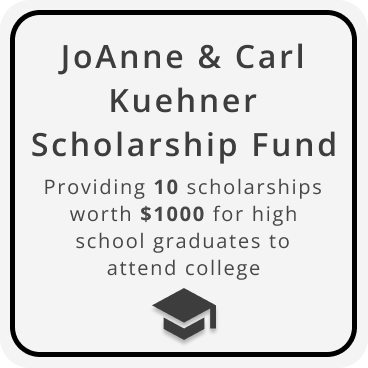 JoAnne & Carl
Kuehner
Scholarship Fund
Providing 10 scholarships
worth $1000 for high
school graduates to
attend college